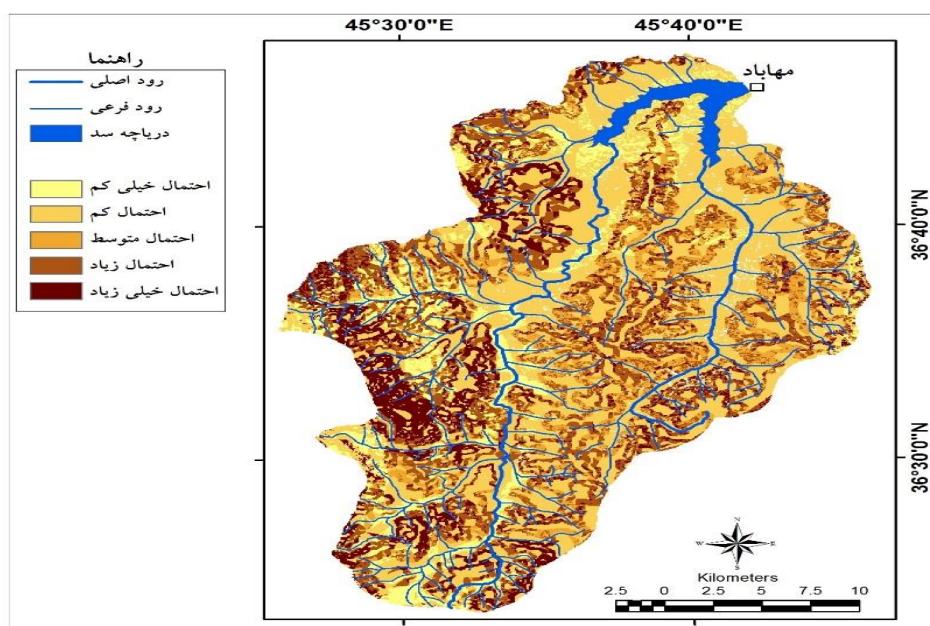 45°30'0"E
45°40'0"E
راهنما
رود اصلی
رود فرعی
دریاچه سد
احتمال خیلی کم
احتمال کم
احتمال متوسط
احتمال زیاد
احتمال خیلی زیاد
مهاباد
36°40'0"N
36°30'0"N
N
W
E
S
Kilometers
2.5 0 2.5 5 7.5 10